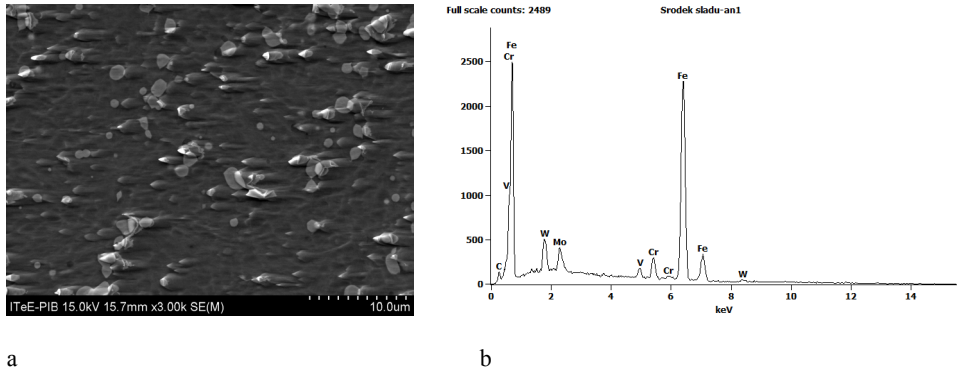 Full scale counts: 2489
Srodek sladu-an1
Fe
Cr
2500
Fe
2000
1500
V
1000
W
500
Mo
C
V
Cr
Cr
Fe
W
0
0
2
4
6
8
10
12
14
keV
ITeE-PIB 15.0kV 15.7mm x3.00k SE(M)
10.0um
a
b